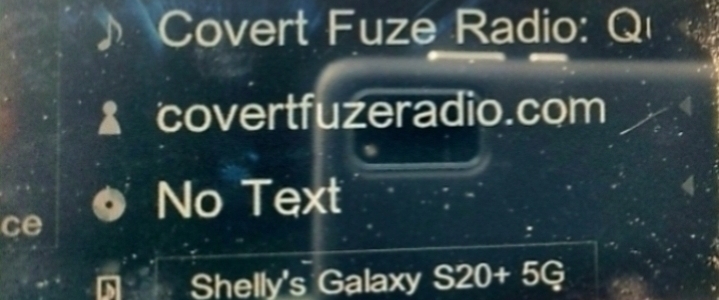 Covert Fuze Radio:
covertfuzeradio.com
No Text
ce
Shelly's Galaxy S20+ 5G